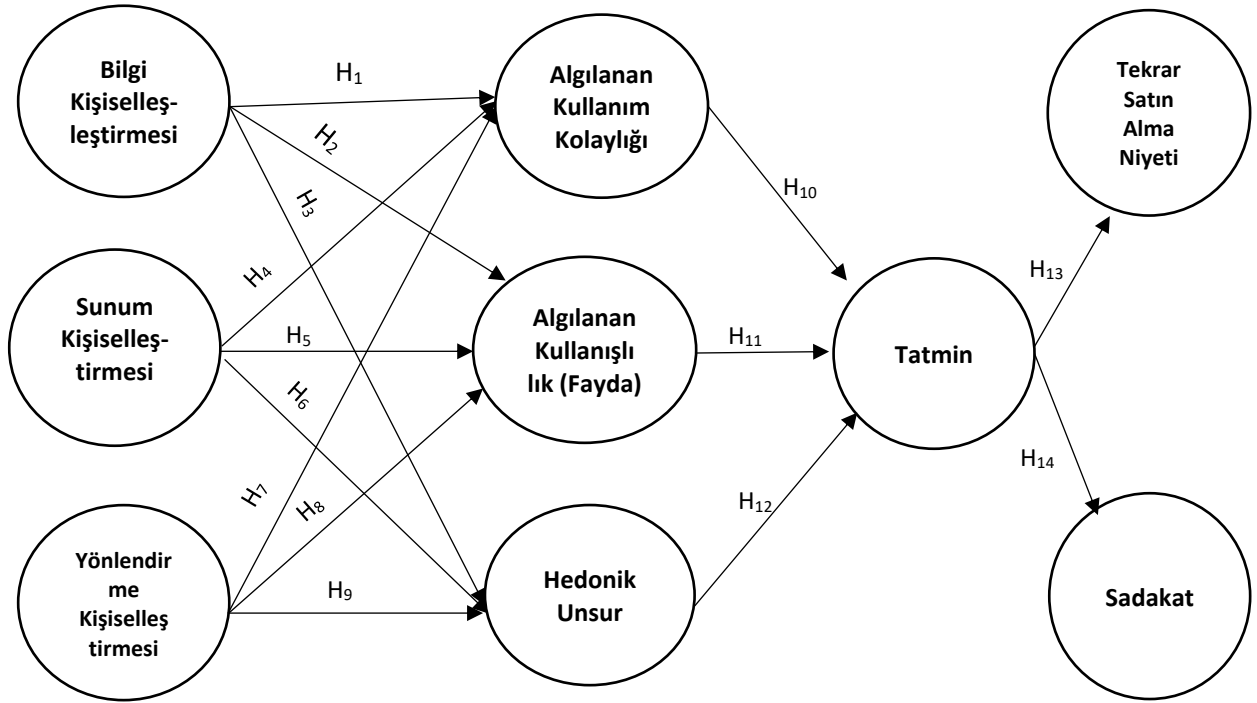 Bilgi
Kişiselleş-
leştirmesi)
H1
Algılanan
Kullanım
Kolaylığı
Tekrar
Satın
Alma
Niyeti
H2
H3
H10
H4
Sunum
Kişiselleş-
tirmesi)
H5
Algılanan
Kullanışlı
lık (Fayda)
H11
Tatmin
H13
H6
H14
H7
H8
H12
Yönlendir
me
Kişiselleş
tirmesi)
H9
Hedonik
Unsur
Sadakat